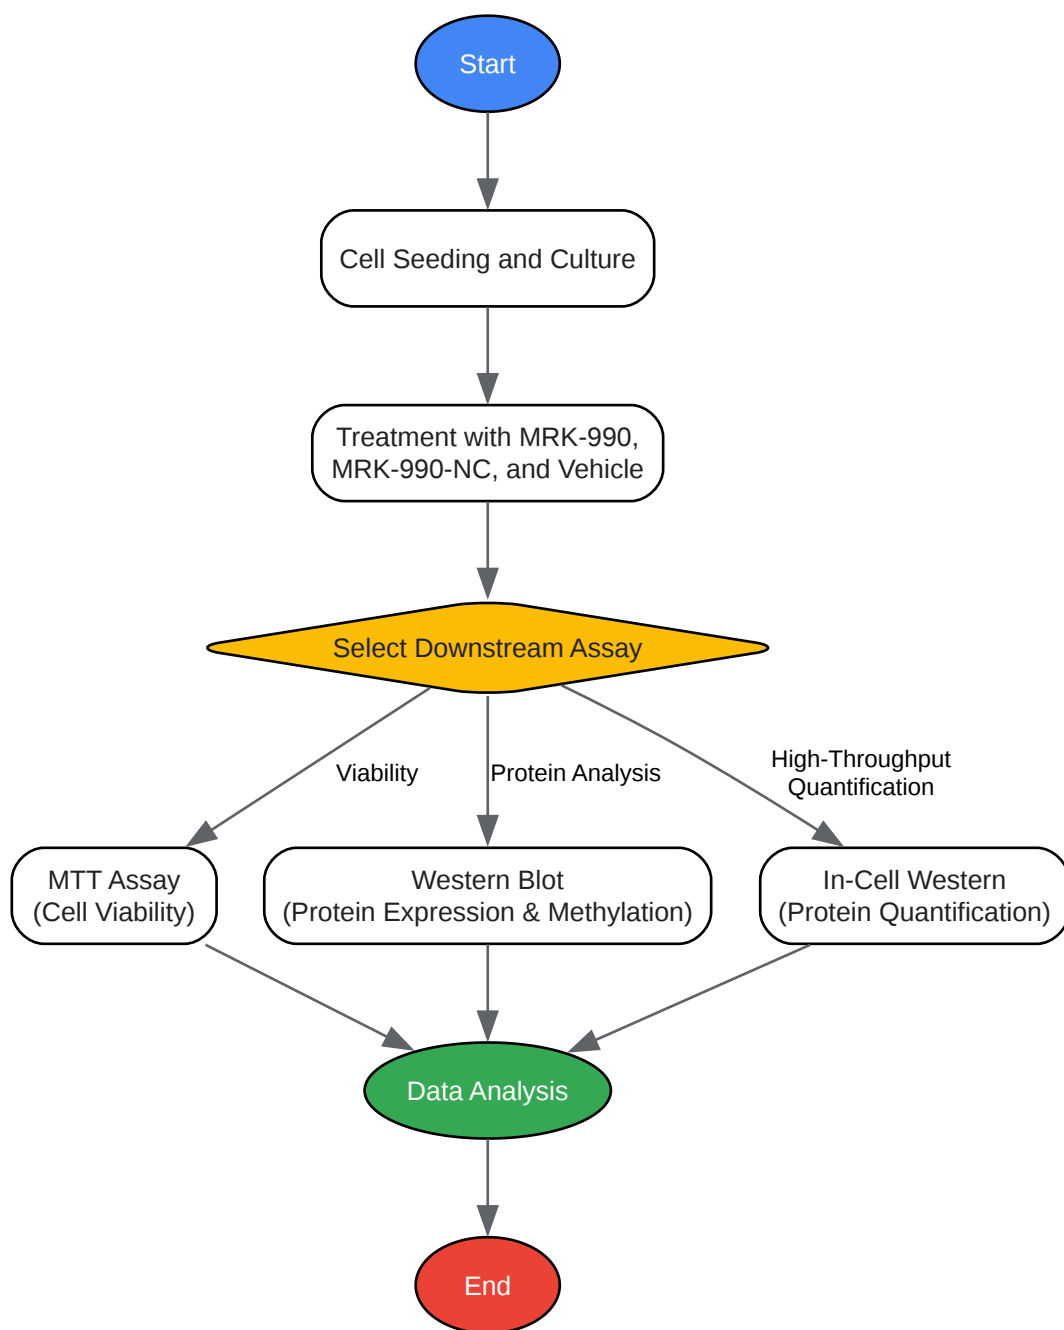 Start
Cell Seeding and Culture
Treatment with MRK-990,
MRK-990-NC, and Vehicle
Select Downstream Assay
Viability
Protein Analysis
High-Throughput
Quantification
MTT Assay
(Cell Viability)
Western Blot
(Protein Expression & Methylation)
In-Cell Western
(Protein Quantification)
Data Analysis
End